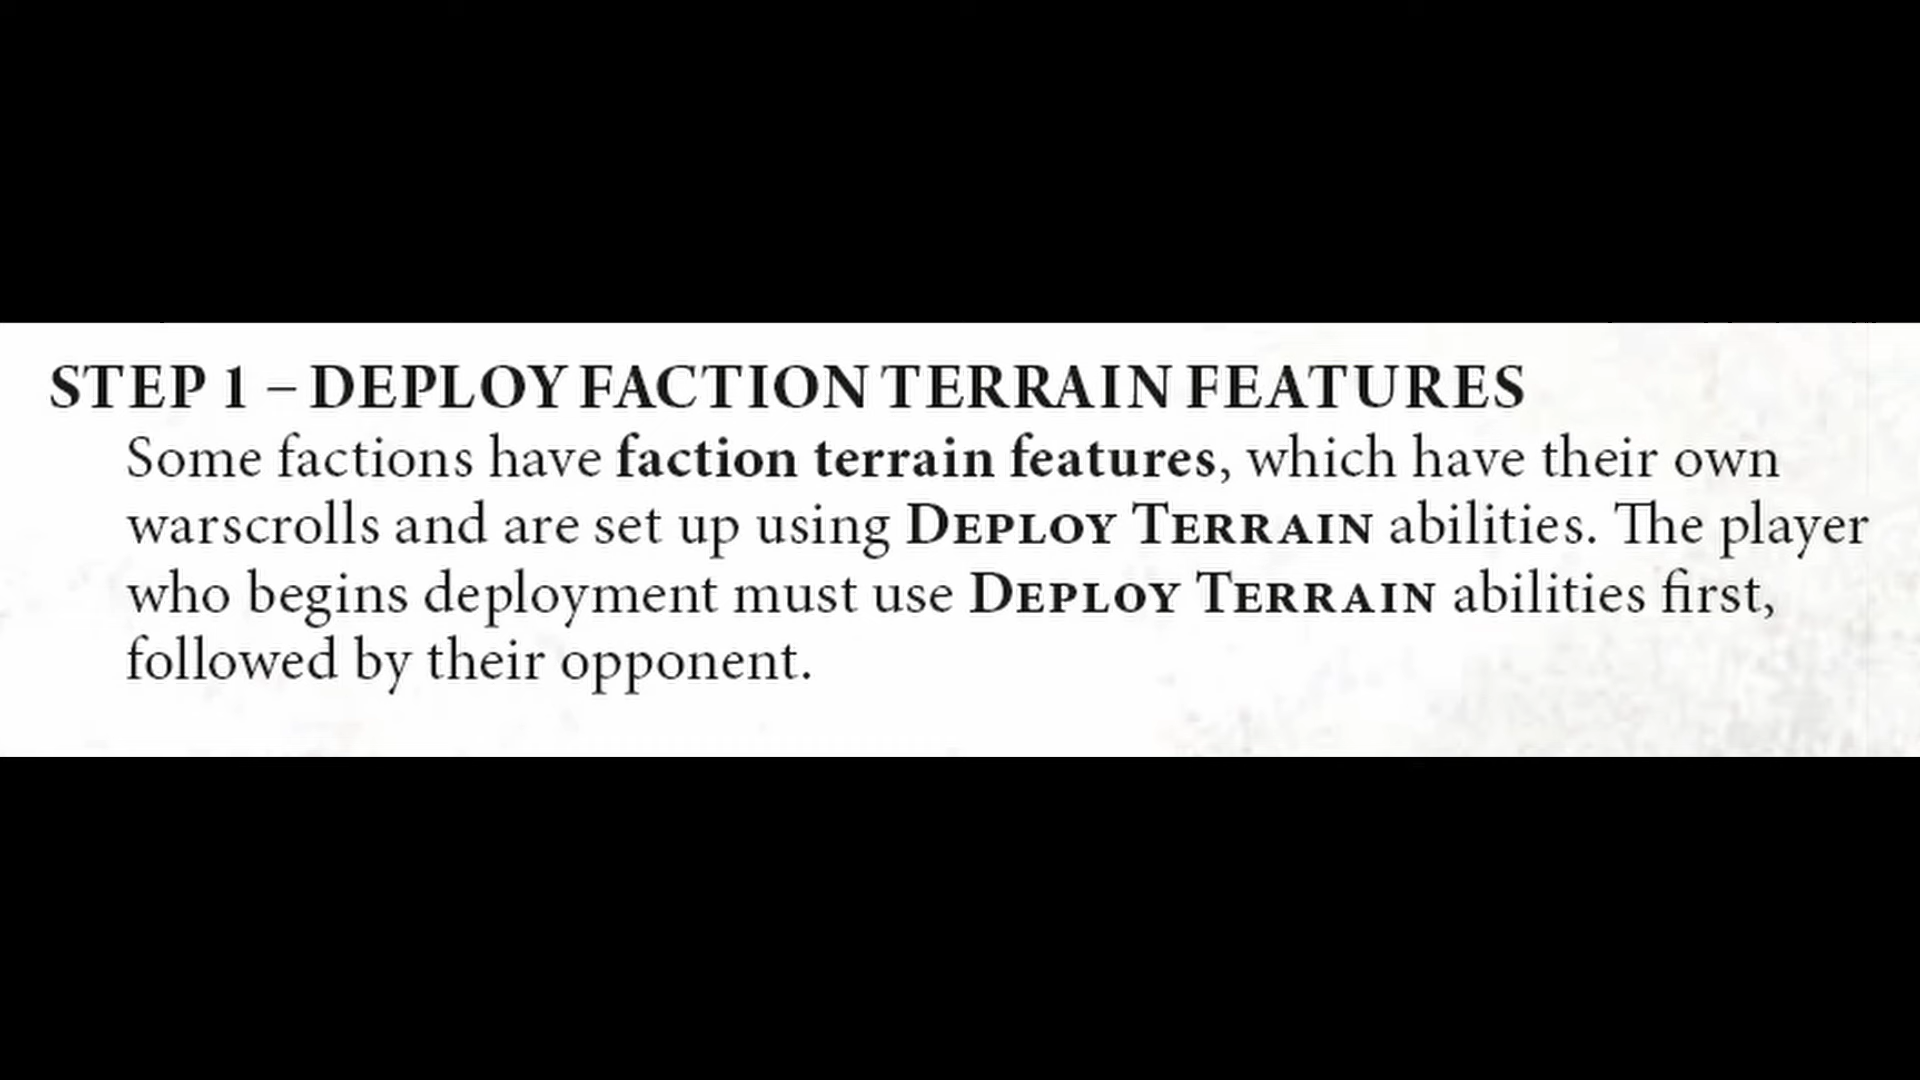 STEP 1 – DEPLOY FACTION TERRAIN FEATURES
Some factions have faction terrain features, which have their own
warscrolls and are set up using DEPLOY TERRAIN abilities. The player
who begins deployment must use DEPLOY TERRAIN abilities first,
followed by their opponent.